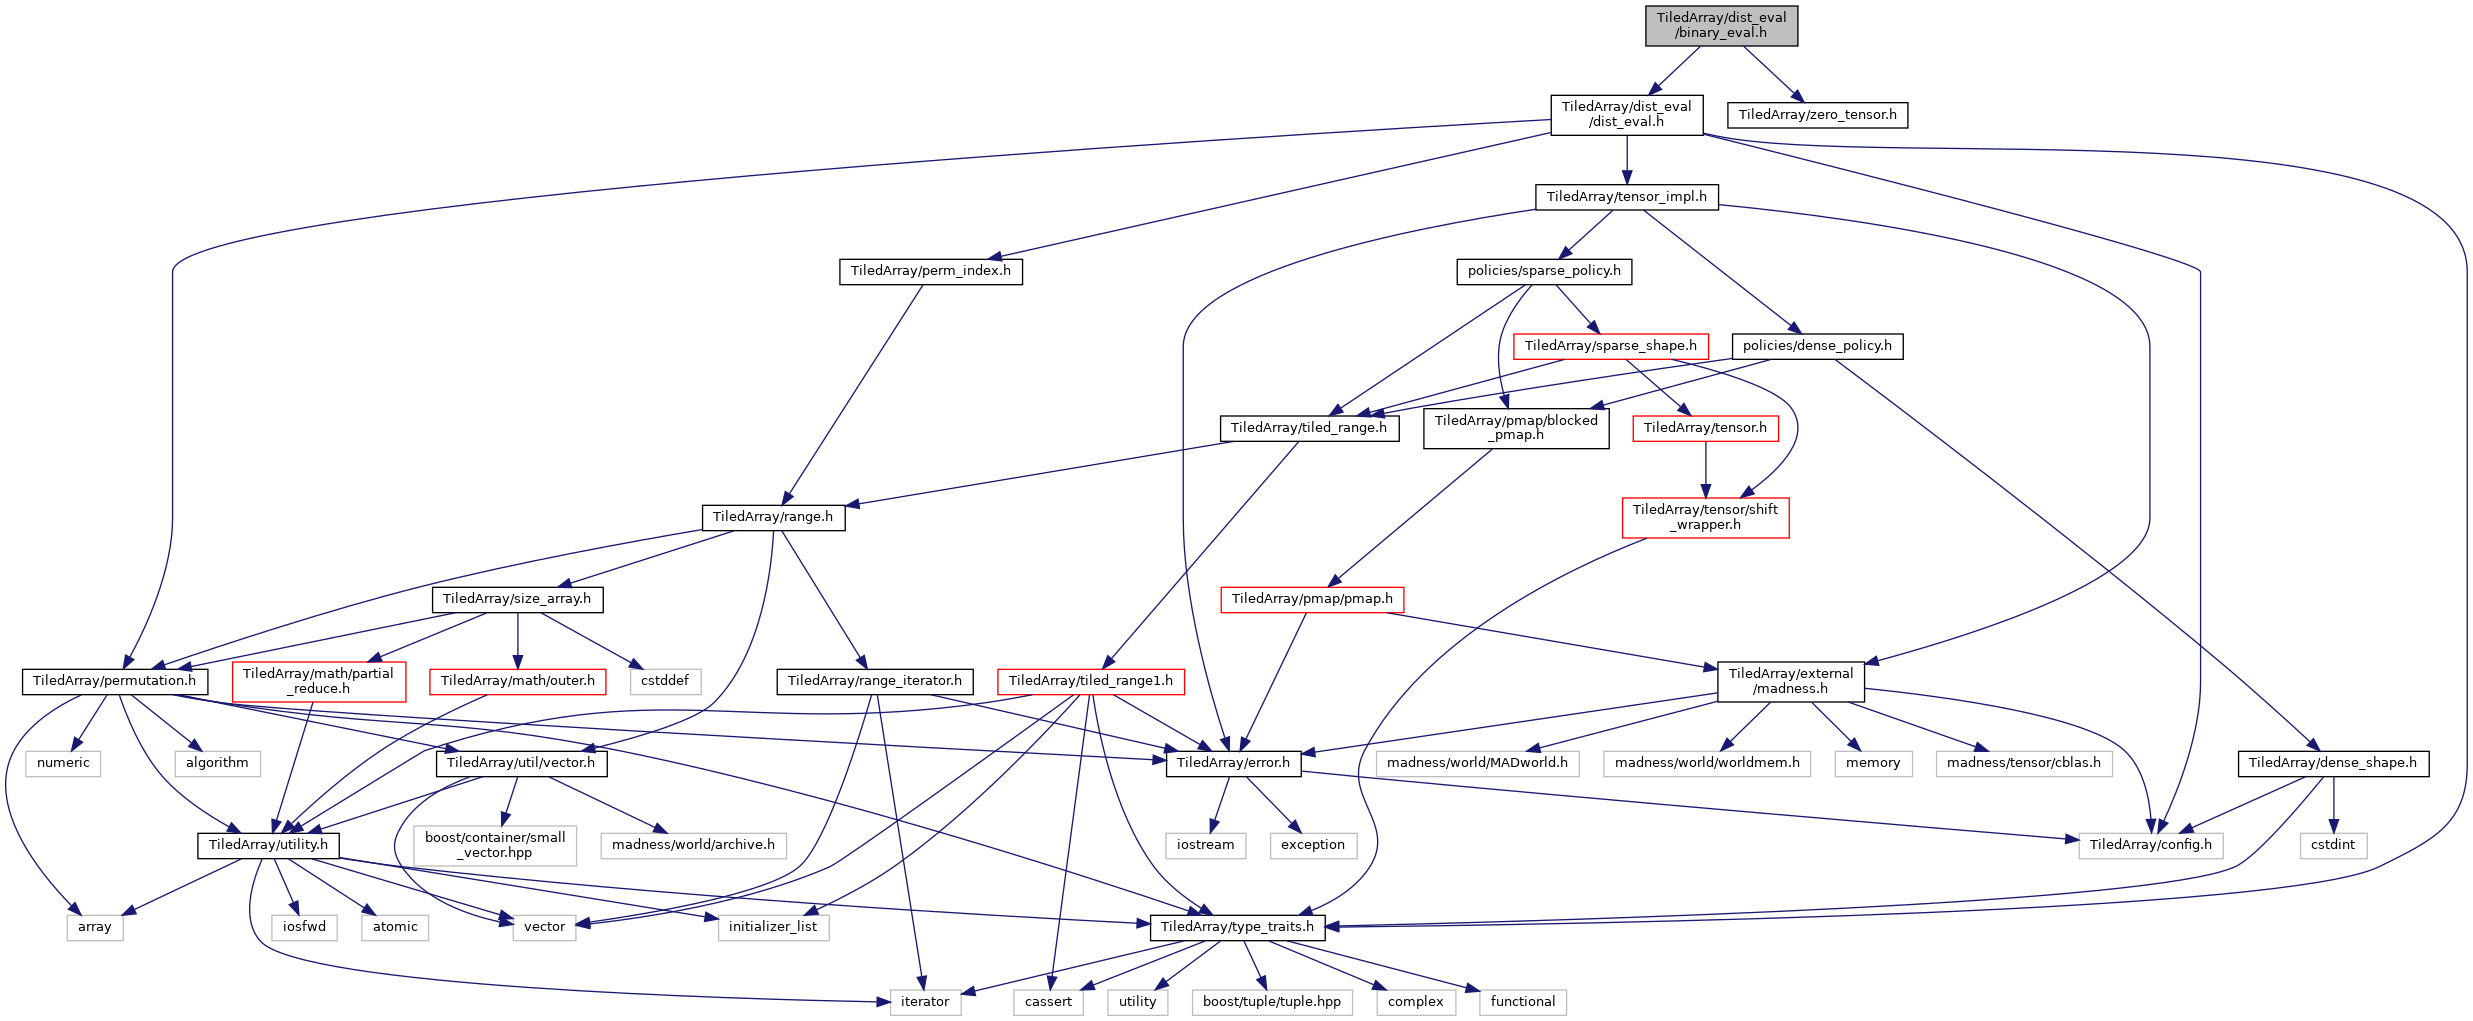 TiledArray/dist_eval
/binary_eval.h
TiledArray/dist_eval
/dist_eval.h
TiledArray/zero_tensor.h
TiledArray/tensor_impl.h
TiledArray/perm_index.h
policies/sparse_policy.h
TiledArray/sparse_shape.h
policies/dense_policy.h
TiledArray/tiled_range.h
TiledArray/pmap/blocked
_pmap.h
TiledArray/tensor.h
TiledArray/range.h
TiledArray/tensor/shift
_wrapper.h
TiledArray/size_array.h
TiledArray/pmap/pmap.h
TiledArray/permutation.h
TiledArray/math/partial
_reduce.h
TiledArray/math/outer.h
cstddef
TiledArray/range_iterator.h
TiledArray/tiled_range1.h
TiledArray/external
/madness.h
numeric
algorithm
TiledArray/util/vector.h
TiledArray/error.h
madness/world/MADworld.h
madness/world/worldmem.h
memory
madness/tensor/cblas.h
TiledArray/dense_shape.h
TiledArray/utility.h
boost/container/small
_vector.hpp
madness/world/archive.h
iostream
exception
TiledArray/config.h
cstdint
array
iosfwd
atomic
vector
initializer_list
TiledArray/type_traits.h
iterator
cassert
utility
boost/tuple/tuple.hpp
complex
functional